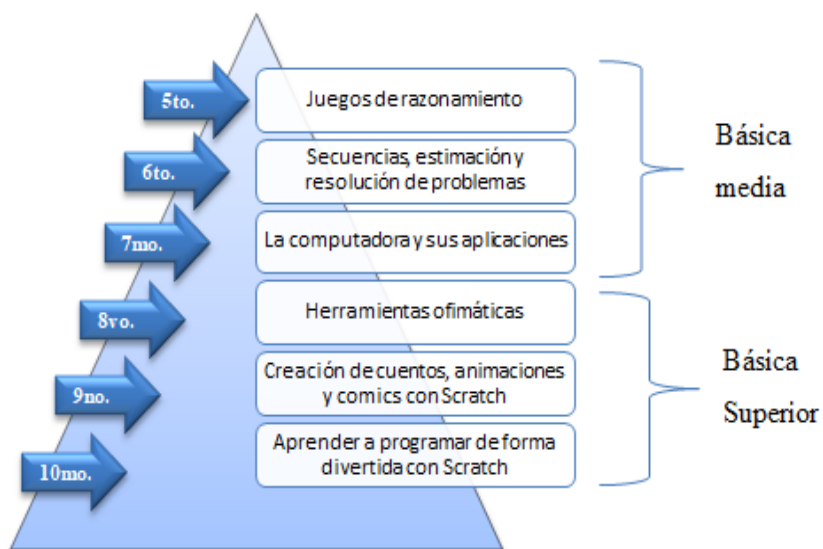 5to.
Juegos de razonamiento
6to.
Secuencias, estimación y
resolución de problemas
7mo.
La computadora y sus aplicaciones
Básica
media
8vo.
Herramientas ofimáticas
9no.
Creación de cuentos, animaciones
y comics con Scratch
10mo.
Aprender a programar de forma
divertida con Scratch
Básica
Superior